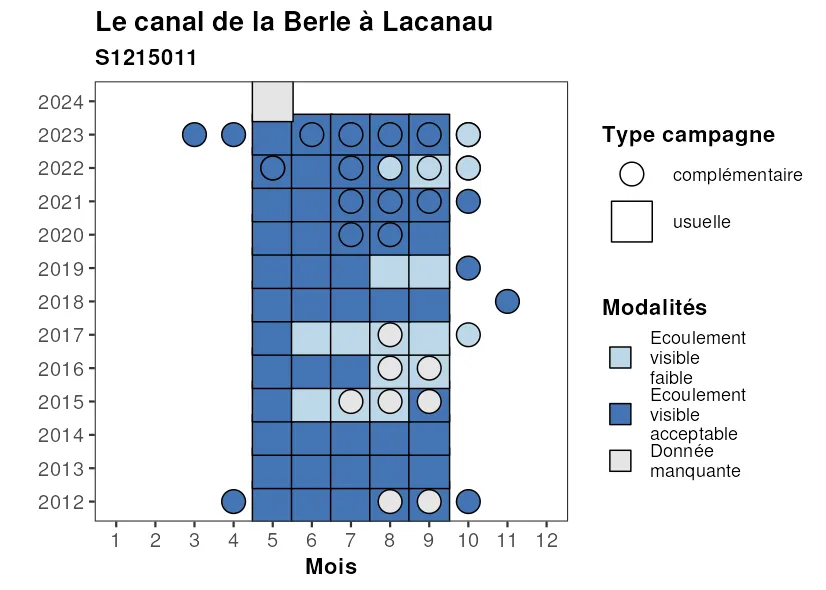 Le canal de la Berle à Lacanau
S1215011
2024
2023
2022
2021
2020
2019
2018
2017
2016
2015
2014
2013
2012
1 2 3 4 5 6 7 8 9 10 11 12
Mois
Type campagne
complémentaire
usuelle
Modalités
Ecoulement
visible
faible
Ecoulement
visible
acceptable
Donnée
manquante